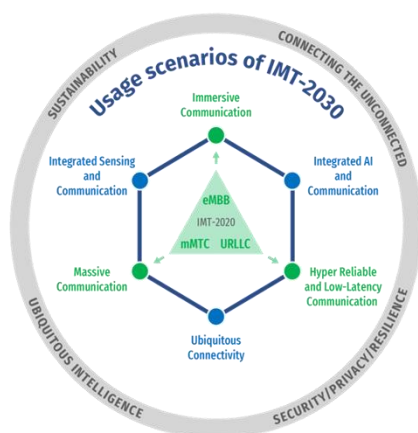 SUSTAINABILITY
CONNECTING THE UNCONNECTED
Usage scenarios of IMT-2030
Immersive
Communication
Integrated Sensing
and
Communication
Integrated AI
and
Communication
eMBB
IMT-2020
mMTC URLLC
Massive
Communication
Hyper Reliable
and Low-Latency
Communication
Ubiquitous
Connectivity
UBIQUITOUS INTELLIGENCE
SECURITY/PRIVACY/RESILIENCE